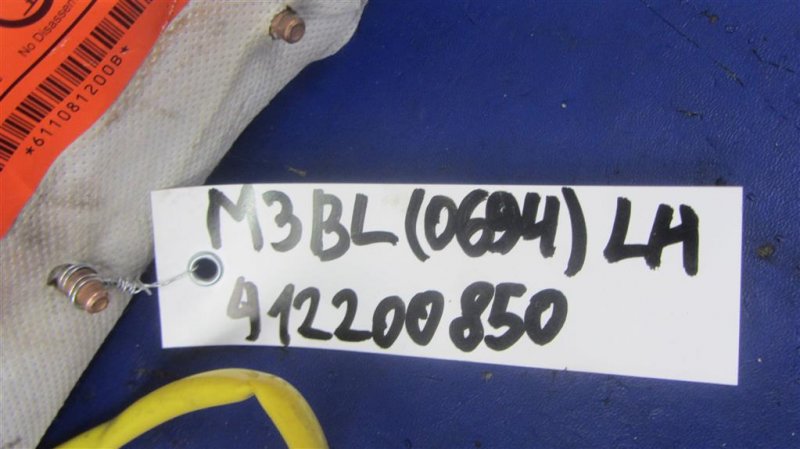 No Disassem
*611081200B*
M3BL(0694)LH
912200850